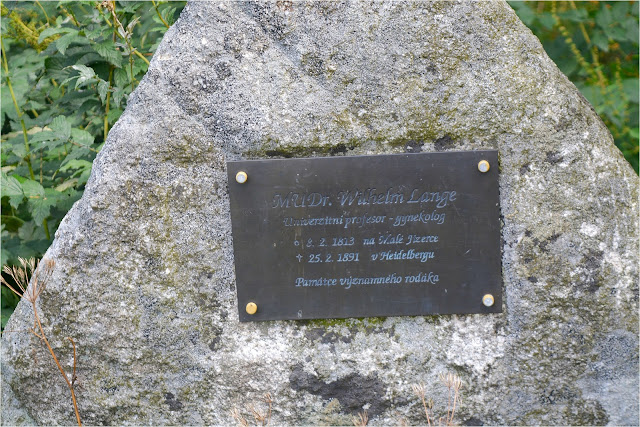 MUDr. Wilhelm Lange
Univerzitní profesor - gynekolog
o 8. 2. 1813 na Malé Jizerce
† 25. 2. 1891 v Heidelbergu
Památce významného rodáka